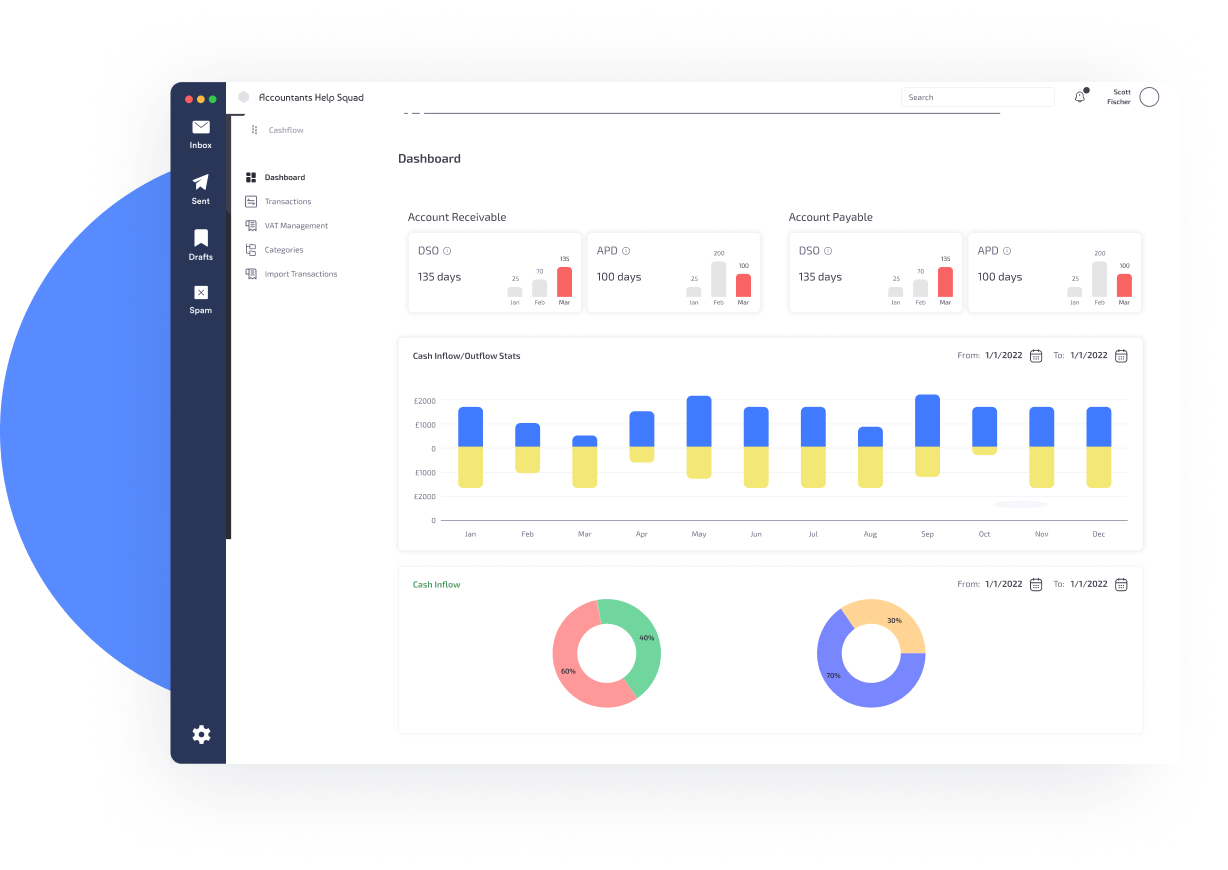 Accountants Help Squad
Search
Scott
Fischer
Inbox
Sent
Drafts
Spam
Cashflow
Dashboard
Transactions
VAT Management
Categories
Import Transactions
Dashboard
Account Receivable
DSO
135 days
25
70
135
Jan
Feb
Mar
APD
100 days
25
200
100
Jan
Feb
Mar
Account Payable
DSO
135 days
25
70
135
Jan
Feb
Mar
APD
100 days
25
200
100
Jan
Feb
Mar
Cash Inflow/Outflow Stats
From: 1/1/2022
To: 1/1/2022
£2000
£1000
0
£1000
£2000
0
Jan Feb Mar Apr May Jun Jul Aug Sep Oct Nov Dec
Cash Inflow
From: 1/1/2022
To: 1/1/2022
40%
60%
30%
70%